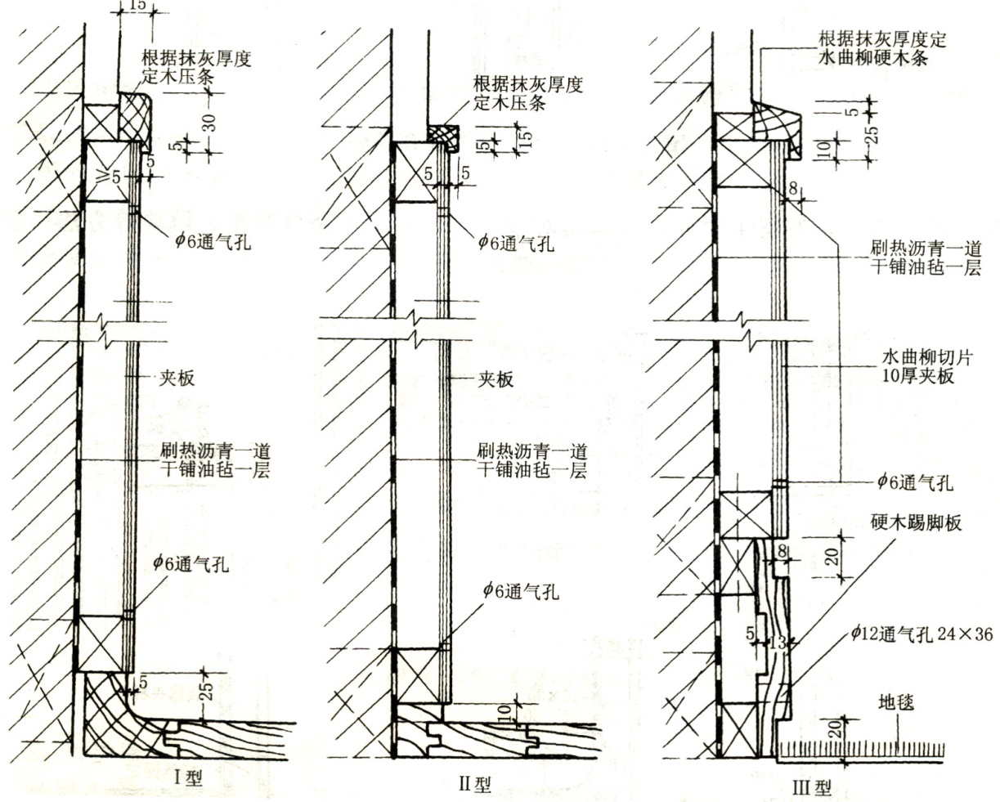 15
根据抹灰厚度
定木压条
30
5
5
≥5
ϕ6通气孔
夹板
刷热沥青一道
干铺油毡一层
ϕ6通气孔
5
25
I型
根据抹灰厚度
定木压条
15
5
5
5
ϕ6通气孔
夹板
刷热沥青一道
干铺油毡一层
ϕ6通气孔
10
II型
根据抹灰厚度定
水曲柳硬木条
5
25
10
8
刷热沥青一道
干铺油毡一层
水曲柳切片
10厚夹板
ϕ6通气孔
硬木踢脚板
8
20
5
13
ϕ12通气孔24×36
地毯
20
III型